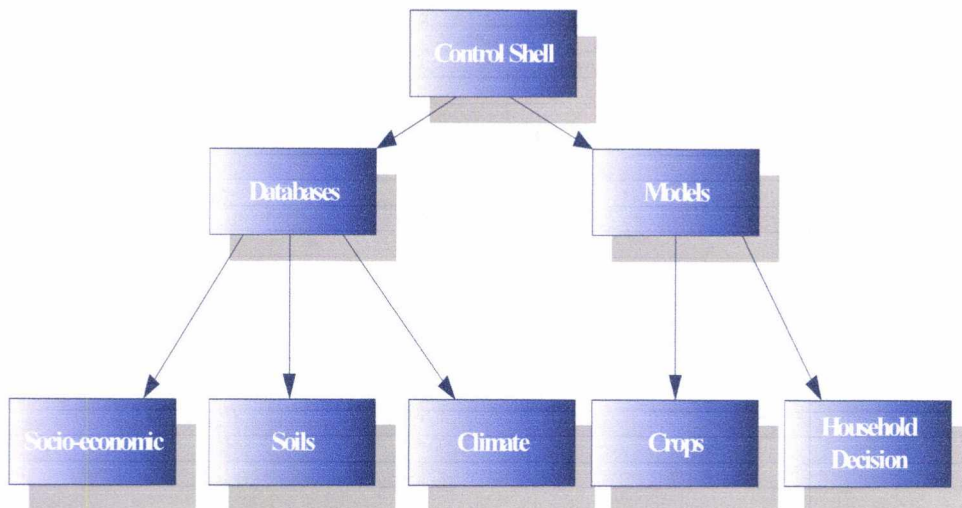 Control Shell
Databases
Models
Socio-economic
Soils
Climate
Crops
Household
Decision